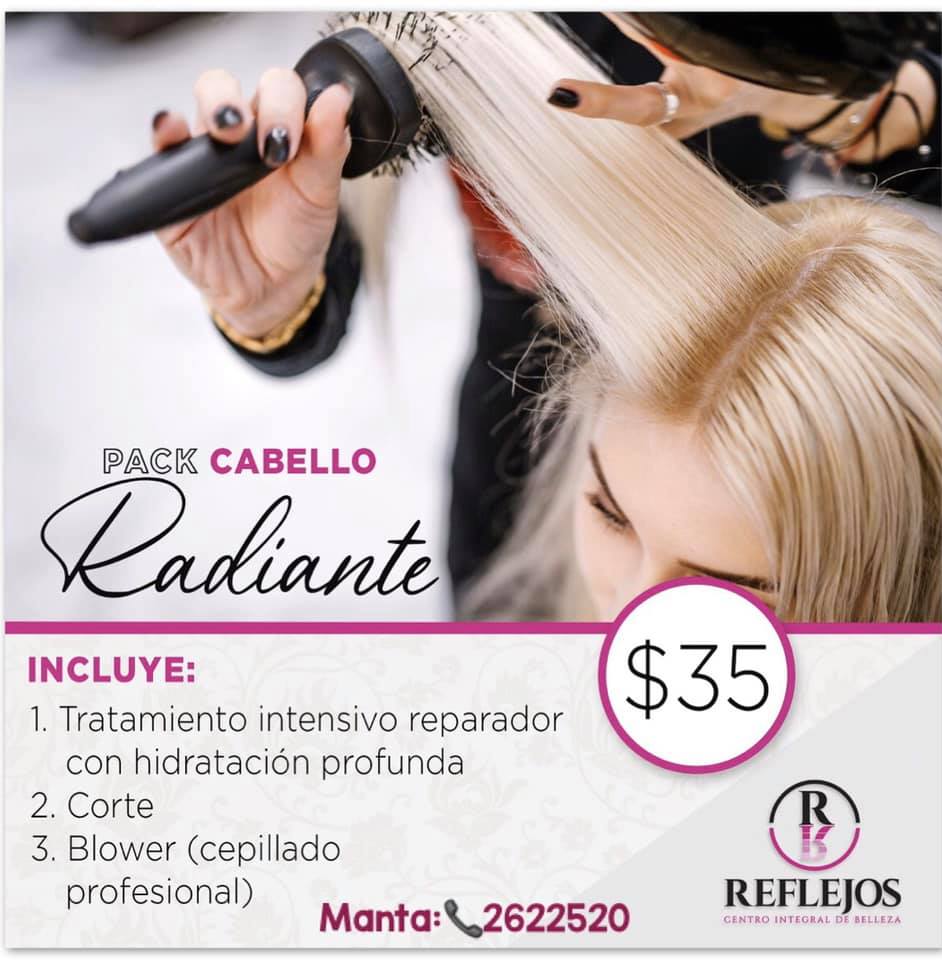 PACK CABELLO
Radiante
$35
INCLUYE:
1. Tratamiento intensivo reparador
con hidratación profunda
2. Corte
3. Blower (cepillado
profesional)
Manta: 📞2622520
R
REFLEJOS
CENTRO INTEGRAL DE BELLEZA